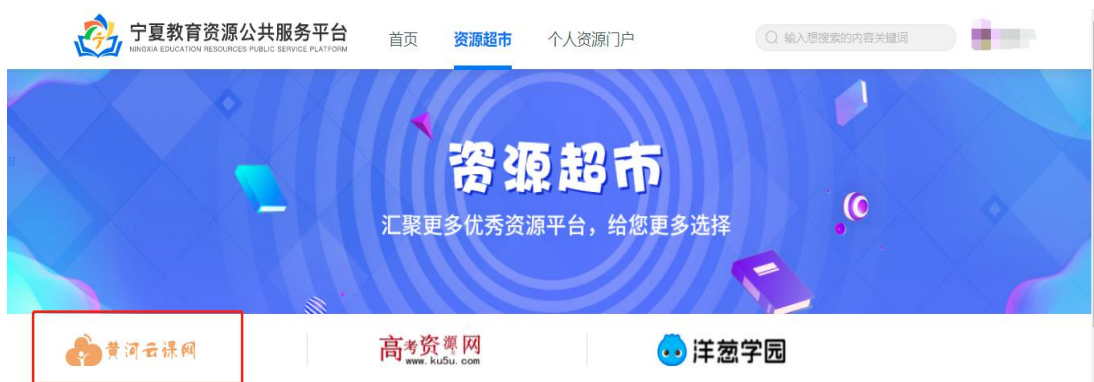 宁夏教育资源公共服务平台
NINGXIA EDUCATION RESOURCES PUBLIC SERVICE PLATFORM
首页 资源超市 个人资源门户
输入想搜索的内容关键词
资源超市
汇聚更多优秀资源平台，给您更多选择
黄河云课网
高考资源网
www.ku5u.com
洋葱学园